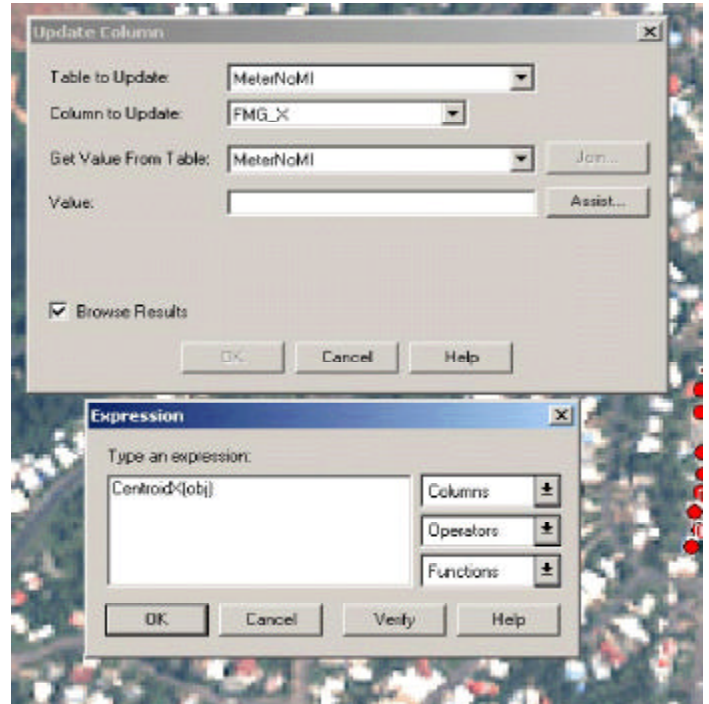 Update Column
Table to Update: MeterNoMI
Column to Update: FMG_X
Get Value From Table: MeterNoMI Join...
Value: Assist...
Browse Results
OK Cancel Help
Expression
Type an expression:
CentroidX(obj)
Columns
Operators
Functions
OK Cancel Verify Help